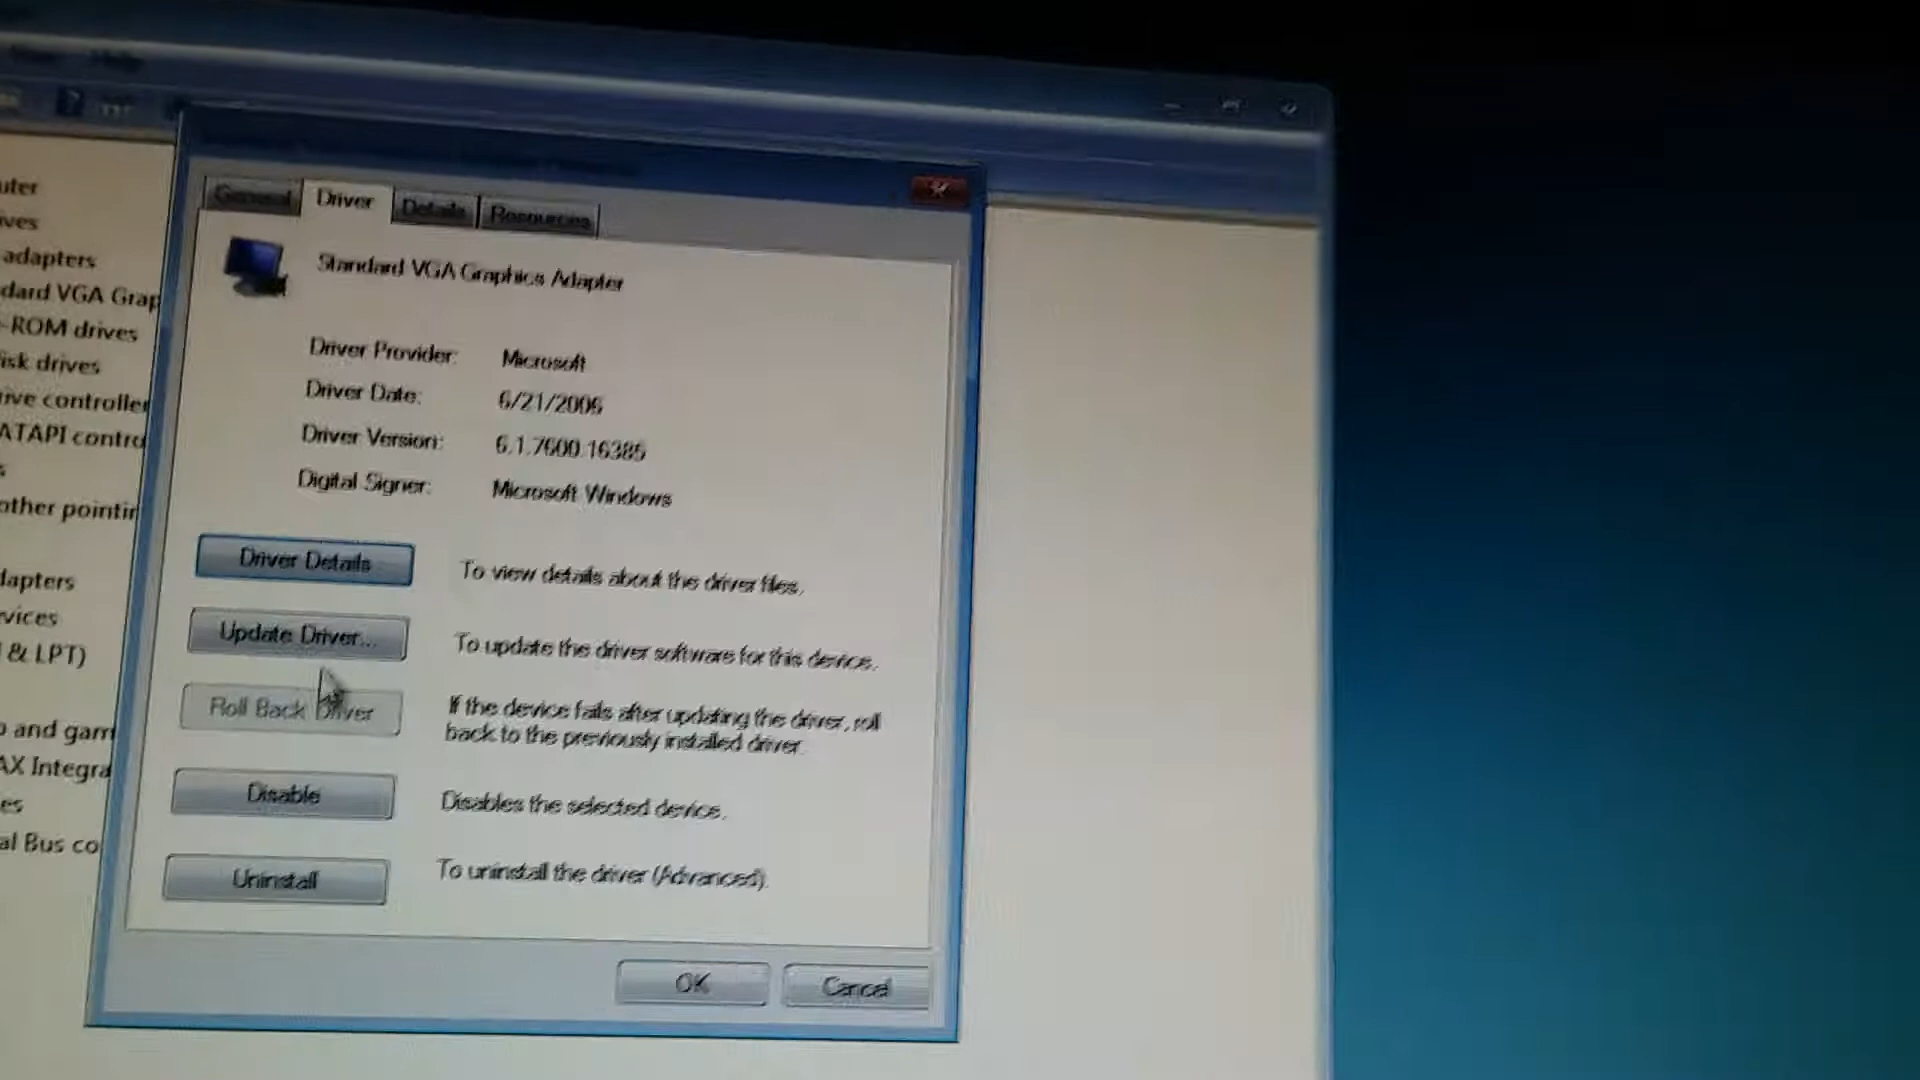 Help
General
Driver
Details
Resources
Standard VGA Graphics Adapter
Driver Provider: Microsoft
Driver Date: 6/21/2006
Driver Version: 6.1.7600.16385
Digital Signer: Microsoft Windows
Driver Details
To view details about the driver files.
Update Driver...
To update the driver software for this device.
Roll Back Driver
If the device fails after updating the driver, roll
back to the previously installed driver.
Disable
Disables the selected device.
Uninstall
To uninstall the driver (Advanced).
OK
Cancel
uter
ives
adapters
dard VGA Grap
-ROM drives
isk drives
ive controller
ATAPI contro
s
other pointin
dapters
vices
& LPT)
and gam
AX Integra
es
al Bus co